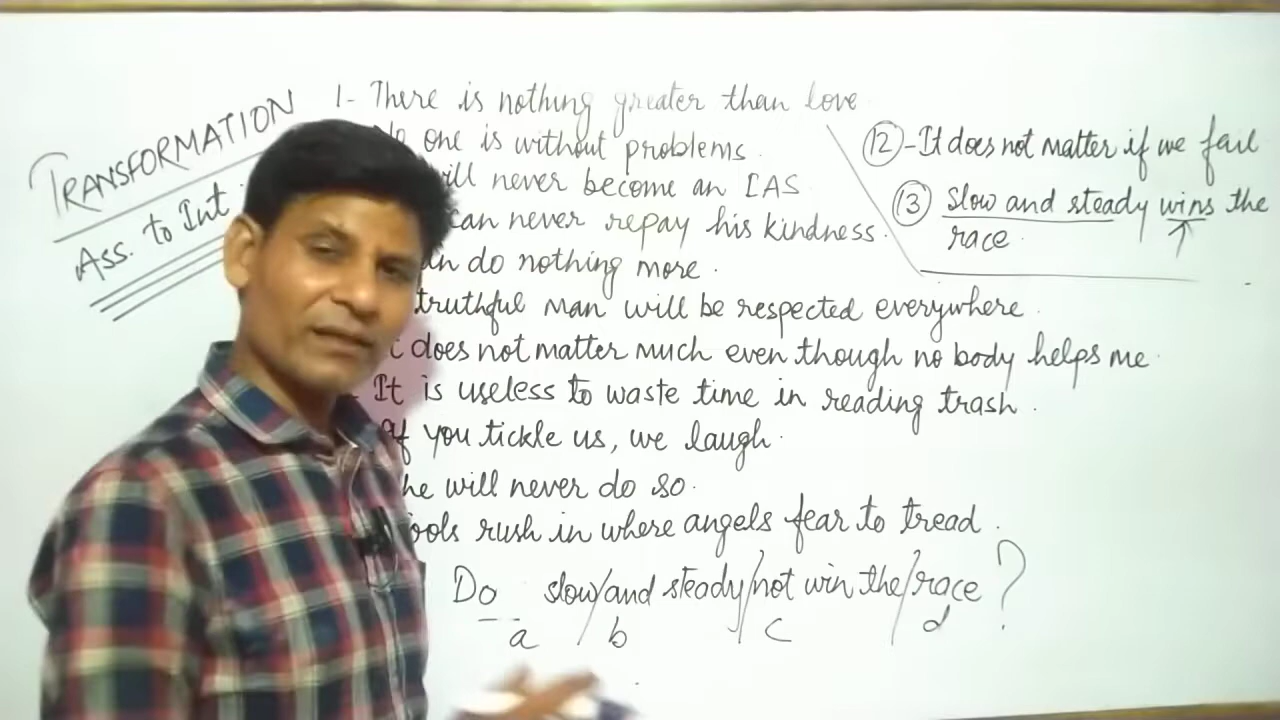 TRANSFORMATION
Ass. to Int.
1- There is nothing greater than love
one is without problems.
will never become an IAS
can never repay his kindness.
do nothing more.
truthful man will be respected everywhere.
does not matter much even though no body helps me.
It is useless to waste time in reading trash.
If you tickle us, we laugh.
he will never do so.
rush in where angels fear to tread.
(12)-It does not matter if we fail
(13) Slow and steady wins the
race.
Do slow/and steady/not win the/race?
a / b c d